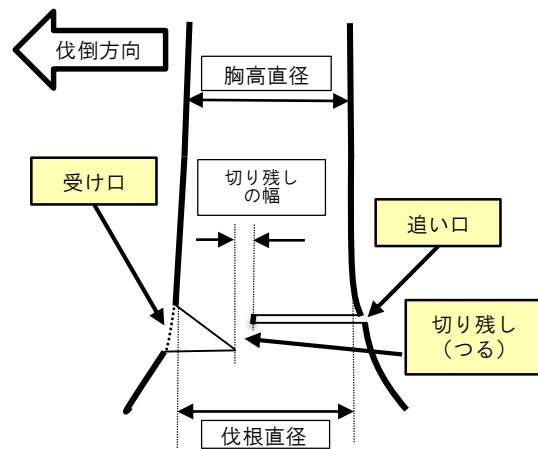 伐倒方向
胸高直径
切り残し
の幅
受け口
追い口
切り残し
（つる）
伐根直径